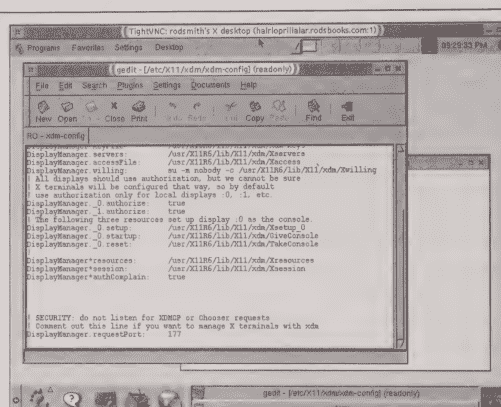 TightVNC: rodsmith's X desktop (halrloprillalar.rodsbooks.com:1)
Programs Favorites Settings Desktop
gedit - [/etc/X11/xdm/xdm-config] (readonly)
File Edit Search Plugins Settings Documents Help
New Open Close Print Undo Redo Cut Copy Paste Find Exit
RO - xdm-config
DisplayManager.servers: /usr/X11R6/lib/X11/xdm/Xservers
DisplayManager.accessFile: /usr/X11R6/lib/X11/xdm/Xaccess
DisplayManager.willing: su -m nobody -c /usr/X11R6/lib/X11/xdm/Xwilling
! All displays should use authorization, but we cannot be sure
! X terminals will be configured that way, so by default
! use authorization only for local displays :0, :1, etc.
DisplayManager._0.authorize: true
DisplayManager._1.authorize: true
! The following three resources set up display :0 as the console.
DisplayManager._0.setup: /usr/X11R6/lib/X11/xdm/Xsetup_0
DisplayManager._0.startup: /usr/X11R6/lib/X11/xdm/GiveConsole
DisplayManager._0.reset: /usr/X11R6/lib/X11/xdm/TakeConsole
DisplayManager*resources: /usr/X11R6/lib/X11/xdm/Xresources
DisplayManager*session: /usr/X11R6/lib/X11/xdm/Xsession
DisplayManager*authComplain: true
! SECURITY: do not listen for XDMCP or Chooser requests
! Comment out this line if you want to manage X terminals with xdm
DisplayManager.requestPort: 177
gedit - [/etc/X11/xdm/xdm-config] (readonly)